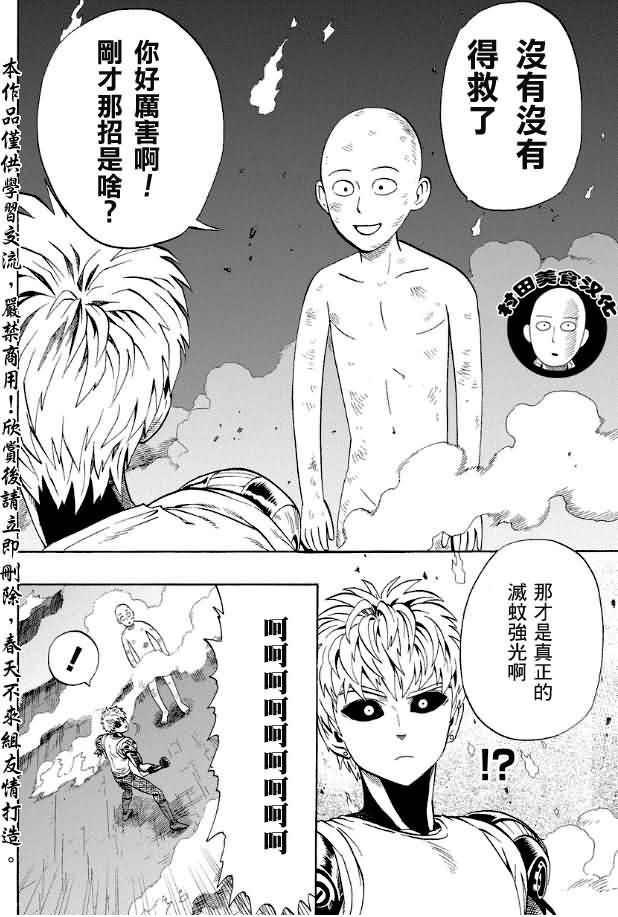 沒有沒有
得救了
你好厲害啊！
剛才那招是啥？
村田美食汉化
那才是真正的
滅蚊強光啊
!?
呵呵呵呵呵呵呵呵呵
!
本作品僅供學習交流，嚴禁商用！欣賞後請立即刪除，春天不來組友情打造。